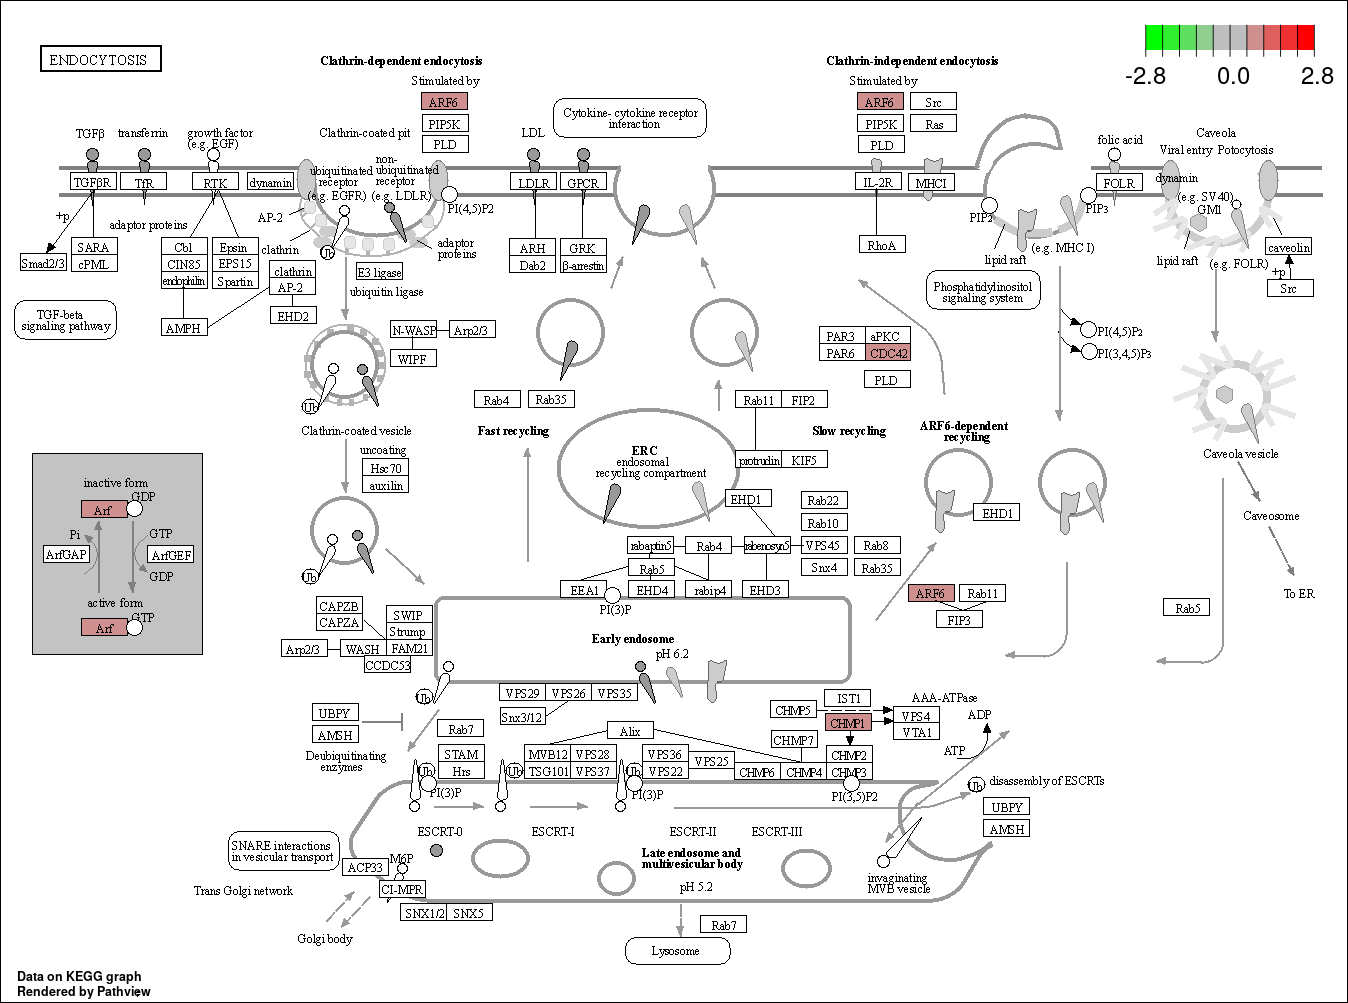 ENDOCYTOSIS
-2.8 0.0 2.8
Clathrin-dependent endocytosis
Stimulated by
ARF6
PIP5K
PLD
Clathrin-independent endocytosis
Stimulated by
ARF6 Src
PIP5K Ras
PLD
Cytokine- cytokine receptor
interaction
TGFβ transferrin growth factor
(e.g. EGF)
Clathrin-coated pit
LDL
folic acid
Caveola
Viral entry Potocytosis
TGFβR TfR RTK dynamin
ubiquitinated
receptor
(e.g. EGFR)
non-
ubiquitinated
receptor
(e.g. LDLR)
PI(4,5)P2
LDLR GPCR
IL-2R MHCI
FOLR
dynamin
(e.g. SV40)
GM1
PIP2 PIP3
+p
adaptor proteins
AP-2
clathrin
Ub
adaptor
proteins
Smad2/3
SARA
cPML
Cbl
CIN85
endophilin
Epsin
EPS15
Spartin
AMPH
clathrin
AP-2
EHD2
E3 ligase
ubiquitin ligase
ARH
Dab2
GRK
β-arrestin
RhoA
lipid raft
(e.g. MHC I)
lipid raft
(e.g. FOLR)
caveolin
+p
Src
TGF-beta
signaling pathway
Phosphatidylinositol
signaling system
N-WASP Arp2/3
WIPF
PAR3 aPKC
PAR6 CDC42
PLD
PI(4,5)P2
PI(3,4,5)P3
Ub
Clathrin-coated vesicle
uncoating
Hsc70
auxilin
Rab4 Rab35
Fast recycling
Rab11 FIP2
Slow recycling
protrudin KIF5
ERC
endosomal
recycling compartment
ARF6-dependent
recycling
EHD1
Caveola vesicle
Caveosome
To ER
inactive form
Arf GDP
Pi GTP
ArfGAP ArfGEF
GDP
active form
Arf GTP
Ub
EHD1
Rab22
Rab10
rabaptin5 Rab4 rabenosyn5 VPS45 Rab8
Rab5 Snx4 Rab35
EEA1 EHD4 rabip4 EHD3
PI(3)P
ARF6 Rab11
FIP3
Rab5
CAPZB
CAPZA
SWIP
Strump
Arp2/3 WASH FAM21
CCDC53
Early endosome
pH 6.2
Ub
VPS29 VPS26 VPS35
Snx3/12
UBPY
AMSH
Deubiquitinating
enzymes
Rab7
STAM
Hrs
Alix
MVB12 VPS28
TSG101 VPS37
VPS36
VPS22
VPS25
IST1
CHMP5
CHMP1
CHMP7
CHMP2
CHMP6 CHMP4 CHMP3
AAA-ATPase
VPS4
VTA1
ADP
ATP
Ub PI(3)P
Ub
Ub PI(3)P
PI(3,5)P2
Ub disassembly of ESCRTs
UBPY
AMSH
ESCRT-0 ESCRT-I ESCRT-II ESCRT-III
SNARE interactions
in vesicular transport
ACP33
M6P
CI-MPR
SNX1/2 SNX5
Trans Golgi network
Golgi body
Late endosome and
multivesicular body
pH 5.2
invaginating
MVB vesicle
Rab7
Lysosome
Data on KEGG graph
Rendered by Pathview